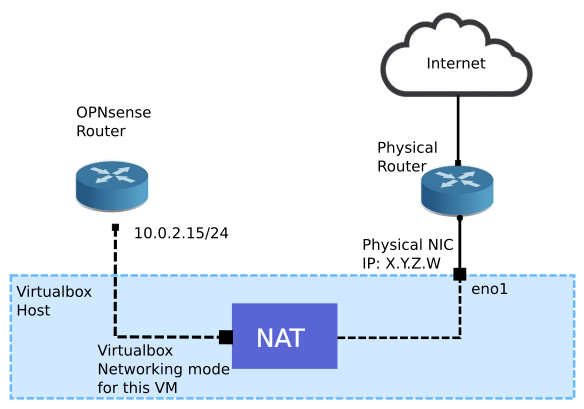 Internet
OPNsense
Router
Physical
Router
10.0.2.15/24
Physical NIC
IP: X.Y.Z.W
Virtualbox
Host
eno1
NAT
Virtualbox
Networking mode
for this VM